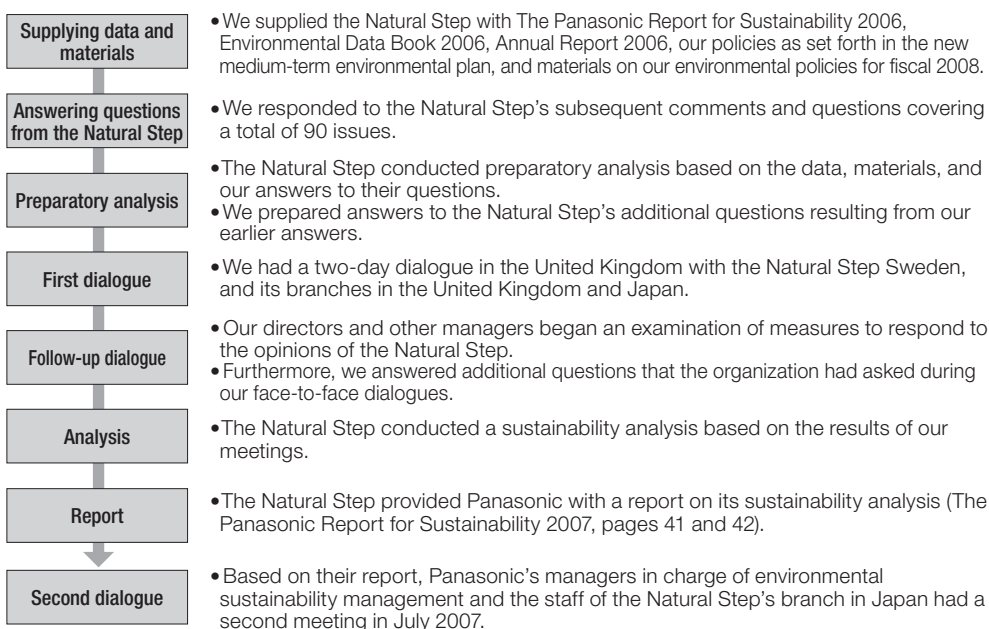 Supplying data and
materials
•We supplied the Natural Step with The Panasonic Report for Sustainability 2006,
Environmental Data Book 2006, Annual Report 2006, our policies as set forth in the new
medium-term environmental plan, and materials on our environmental policies for fiscal 2008.
Answering questions
from the Natural Step
•We responded to the Natural Step's subsequent comments and questions covering
a total of 90 issues.
Preparatory analysis
•The Natural Step conducted preparatory analysis based on the data, materials, and
our answers to their questions.
•We prepared answers to the Natural Step's additional questions resulting from our
earlier answers.
First dialogue
•We had a two-day dialogue in the United Kingdom with the Natural Step Sweden,
and its branches in the United Kingdom and Japan.
Follow-up dialogue
•Our directors and other managers began an examination of measures to respond to
the opinions of the Natural Step.
•Furthermore, we answered additional questions that the organization had asked during
our face-to-face dialogues.
Analysis
•The Natural Step conducted a sustainability analysis based on the results of our
meetings.
Report
•The Natural Step provided Panasonic with a report on its sustainability analysis (The
Panasonic Report for Sustainability 2007, pages 41 and 42).
Second dialogue
•Based on their report, Panasonic's managers in charge of environmental
sustainability management and the staff of the Natural Step's branch in Japan had a
second meeting in July 2007.